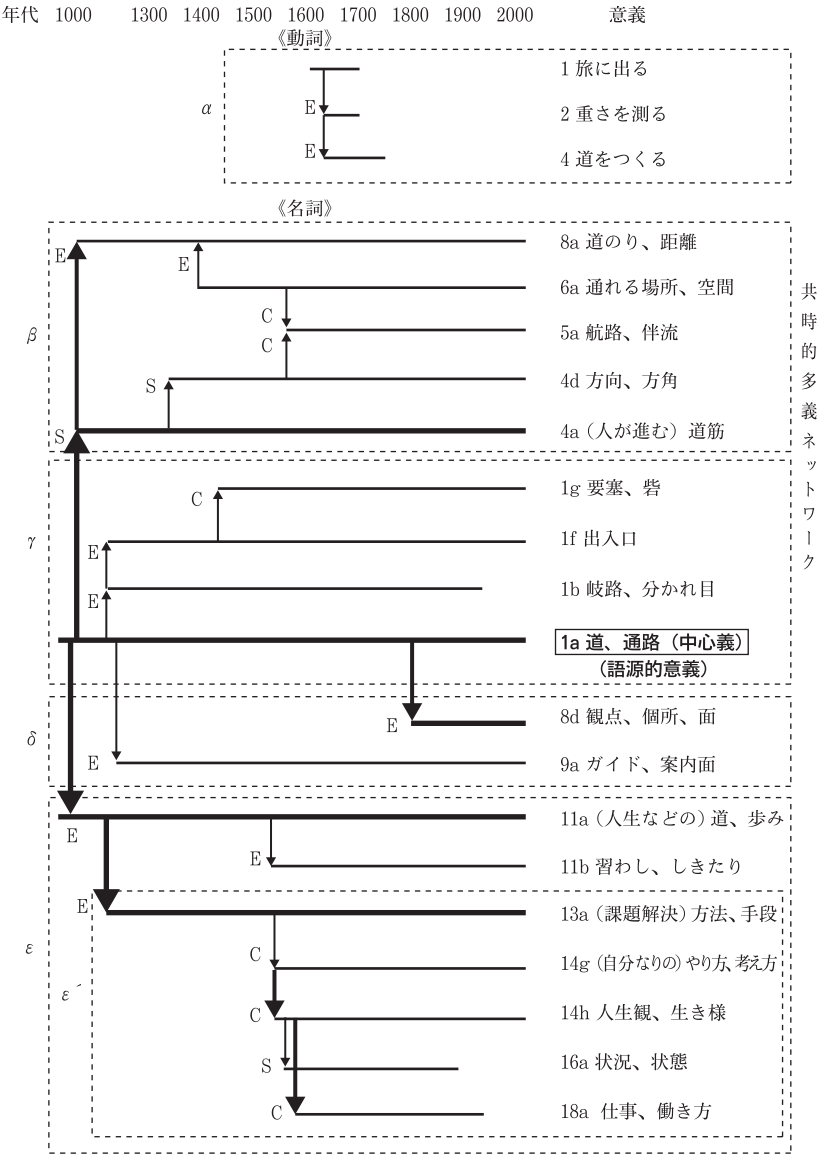 年代 1000 1300 1400 1500 1600 1700 1800 1900 2000 意義
《動詞》
1 旅に出る
α
E
2 重さを測る
E
4 道をつくる
《名詞》
E
8a 道のり、距離
E
6a 通れる場所、空間
C
β
5a 航路、伴流
C
S
4d 方向、方角
S
4a（人が進む）道筋
C
1g 要塞、砦
γ
E
1f 出入口
E
1b 岐路、分かれ目
1a 道、通路（中心義）
（語源的意義）
E
8d 観点、個所、面
δ
E
9a ガイド、案内面
E
11a（人生などの）道、歩み
E
11b 習わし、しきたり
E
13a（課題解決）方法、手段
ε
C
14g（自分なりの）やり方、考え方
ε´
C
14h 人生観、生き様
S
16a 状況、状態
C
18a 仕事、働き方
共時的多義ネットワーク